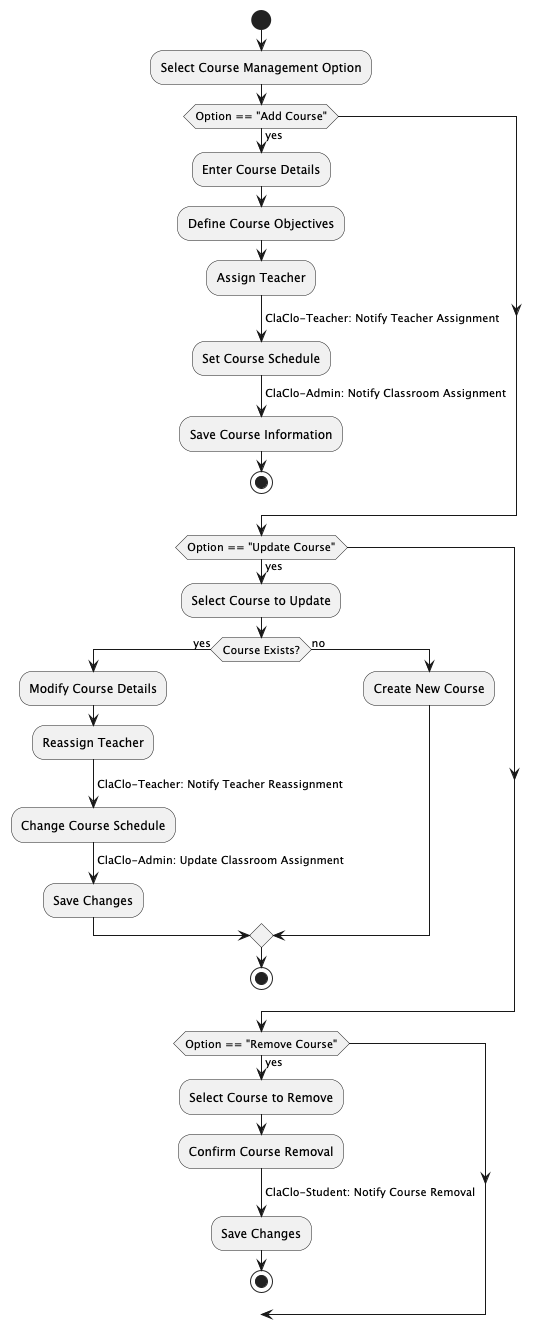 Select Course Management Option
Option == "Add Course"
yes
Enter Course Details
Define Course Objectives
Assign Teacher
ClaClo-Teacher: Notify Teacher Assignment
Set Course Schedule
ClaClo-Admin: Notify Classroom Assignment
Save Course Information
Option == "Update Course"
yes
Select Course to Update
yes
Course Exists?
no
Modify Course Details
Create New Course
Reassign Teacher
ClaClo-Teacher: Notify Teacher Reassignment
Change Course Schedule
ClaClo-Admin: Update Classroom Assignment
Save Changes
Option == "Remove Course"
yes
Select Course to Remove
Confirm Course Removal
ClaClo-Student: Notify Course Removal
Save Changes